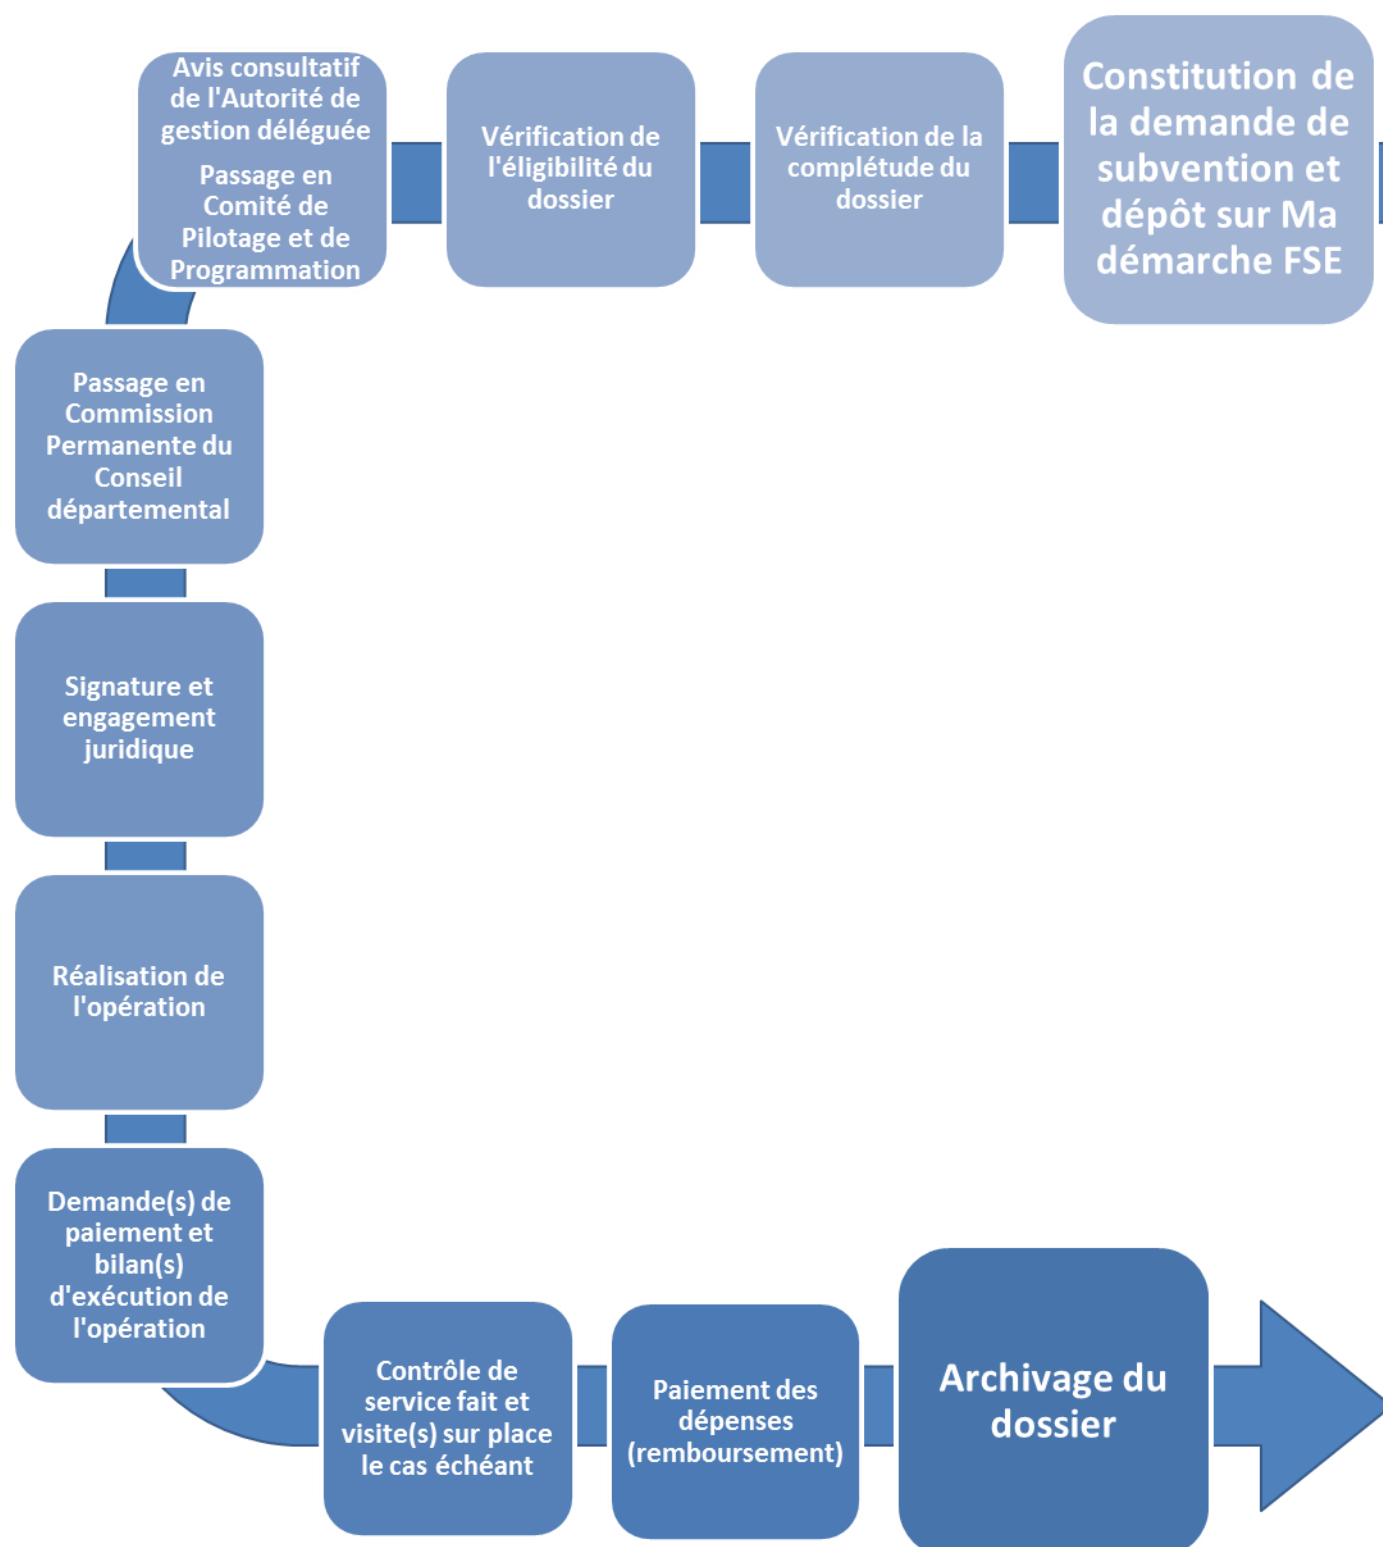 Constitution de
la demande de
subvention et
dépôt sur Ma
démarche FSE
Vérification de la
complétude du
dossier
Vérification de
l'éligibilité du
dossier
Avis consultatif
de l'Autorité de
gestion déléguée
Passage en
Comité de
Pilotage et de
Programmation
Passage en
Commission
Permanente du
Conseil
départemental
Signature et
engagement
juridique
Réalisation de
l'opération
Demande(s) de
paiement et
bilan(s)
d'exécution de
l'opération
Contrôle de
service fait et
visite(s) sur place
le cas échéant
Paiement des
dépenses
(remboursement)
Archivage du
dossier